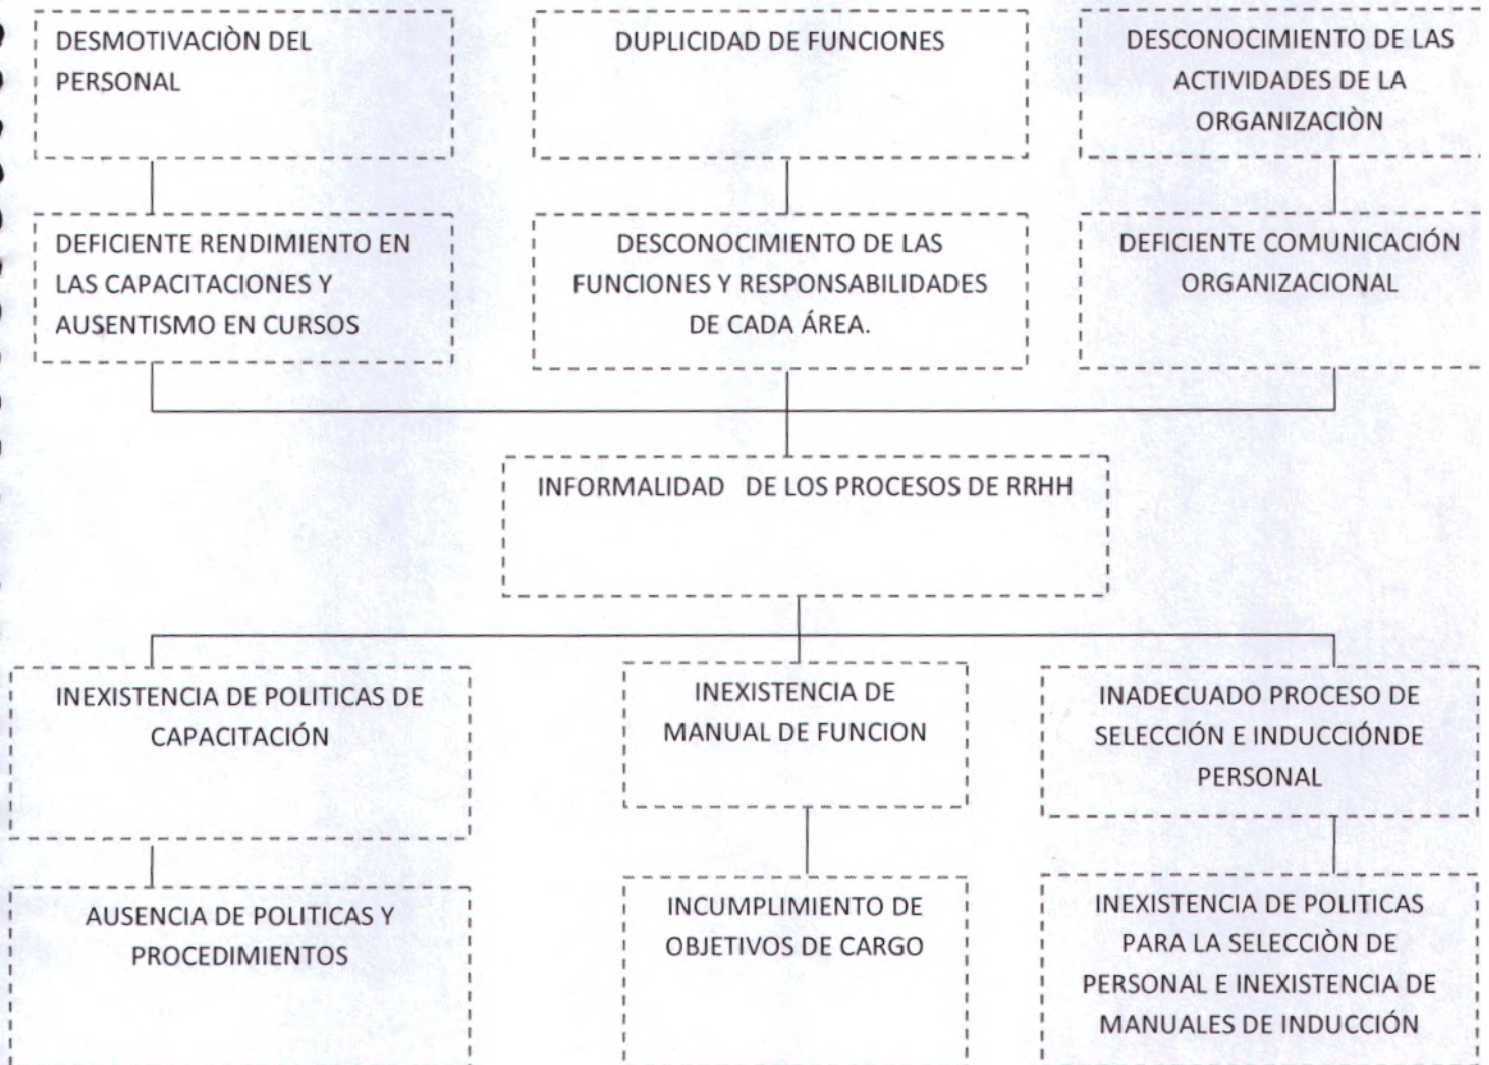 DESMOTIVACIÒN DEL
PERSONAL
DUPLICIDAD DE FUNCIONES
DESCONOCIMIENTO DE LAS
ACTIVIDADES DE LA
ORGANIZACIÒN
DEFICIENTE RENDIMIENTO EN
LAS CAPACITACIONES Y
AUSENTISMO EN CURSOS
DESCONOCIMIENTO DE LAS
FUNCIONES Y RESPONSABILIDADES
DE CADA ÁREA.
DEFICIENTE COMUNICACIÓN
ORGANIZACIONAL
INFORMALIDAD DE LOS PROCESOS DE RRHH
INEXISTENCIA DE POLITICAS DE
CAPACITACIÓN
INEXISTENCIA DE
MANUAL DE FUNCION
INADECUADO PROCESO DE
SELECCIÓN E INDUCCIÓNDE
PERSONAL
AUSENCIA DE POLITICAS Y
PROCEDIMIENTOS
INCUMPLIMIENTO DE
OBJETIVOS DE CARGO
INEXISTENCIA DE POLITICAS
PARA LA SELECCIÒN DE
PERSONAL E INEXISTENCIA DE
MANUALES DE INDUCCIÓN